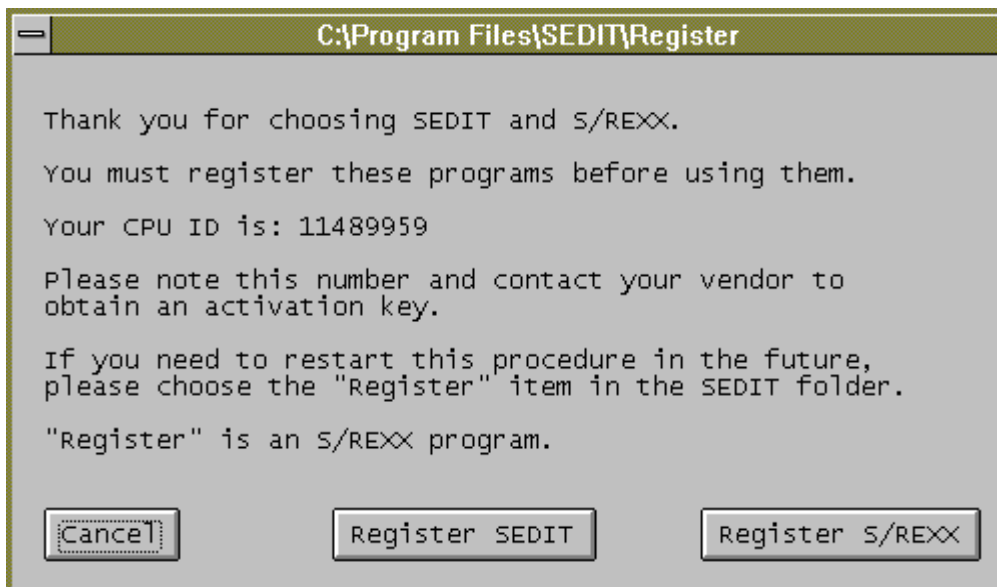 C:\Program Files\SEDIT\Register
Thank you for choosing SEDIT and S/REXX.
You must register these programs before using them.
Your CPU ID is: 11489959
Please note this number and contact your vendor to
obtain an activation key.
If you need to restart this procedure in the future,
please choose the "Register" item in the SEDIT folder.
"Register" is an S/REXX program.
Cancel
Register SEDIT
Register S/REXX